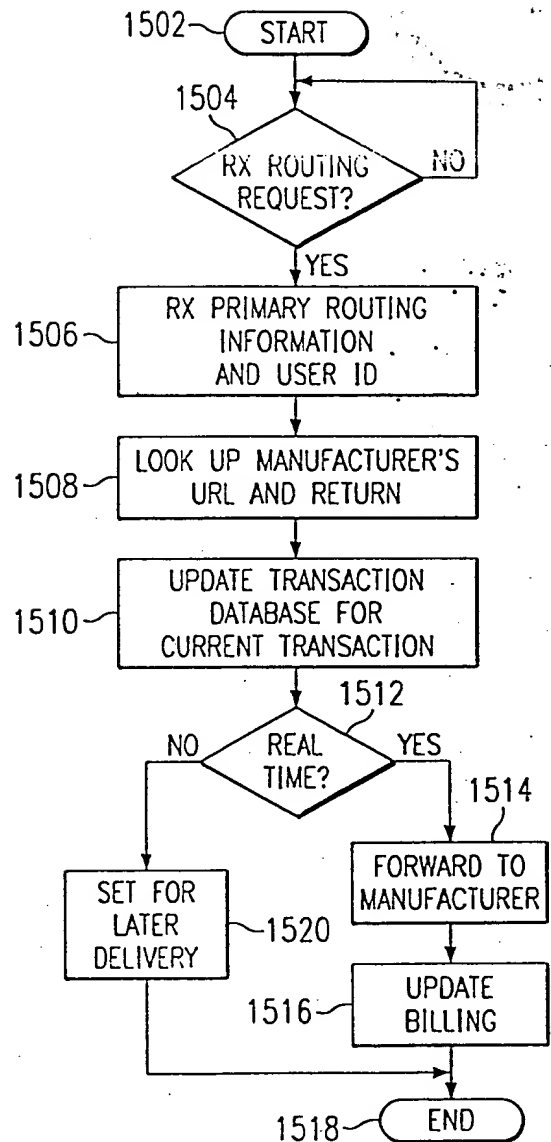 1502
START
1504
RX ROUTING
REQUEST?
NO
YES
1506
RX PRIMARY ROUTING
INFORMATION
AND USER ID
1508
LOOK UP MANUFACTURER'S
URL AND RETURN
1510
UPDATE TRANSACTION
DATABASE FOR
CURRENT TRANSACTION
1512
NO
REAL
TIME?
YES
1514
FORWARD TO
MANUFACTURER
SET FOR
LATER
DELIVERY
1520
1516
UPDATE
BILLING
1518
END